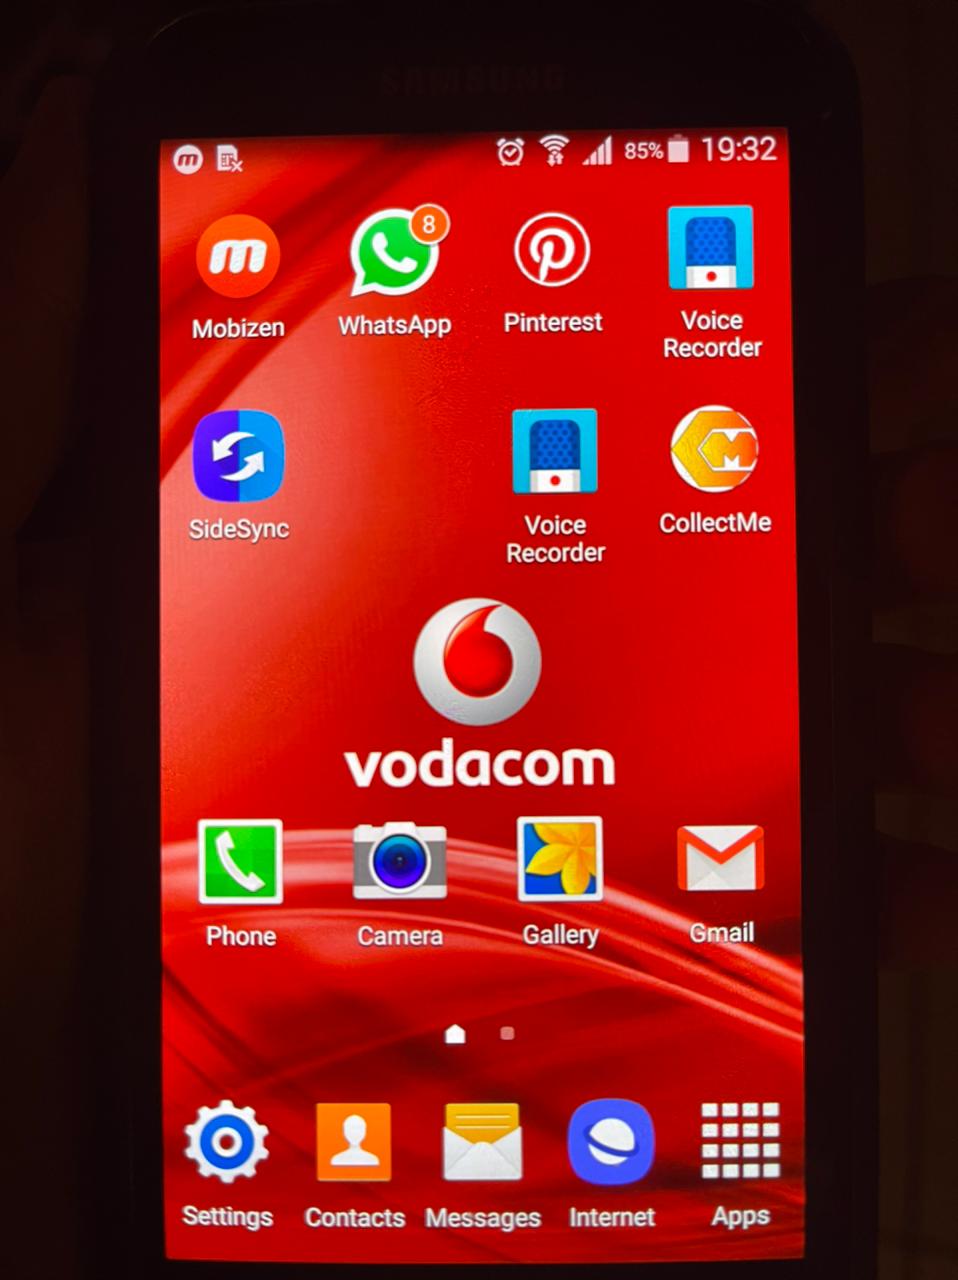 SAMSUNG
85% 19:32
8
Mobizen WhatsApp Pinterest Voice
Recorder
SideSync Voice CollectMe
Recorder
vodacom
Phone Camera Gallery Gmail
Settings Contacts Messages Internet Apps